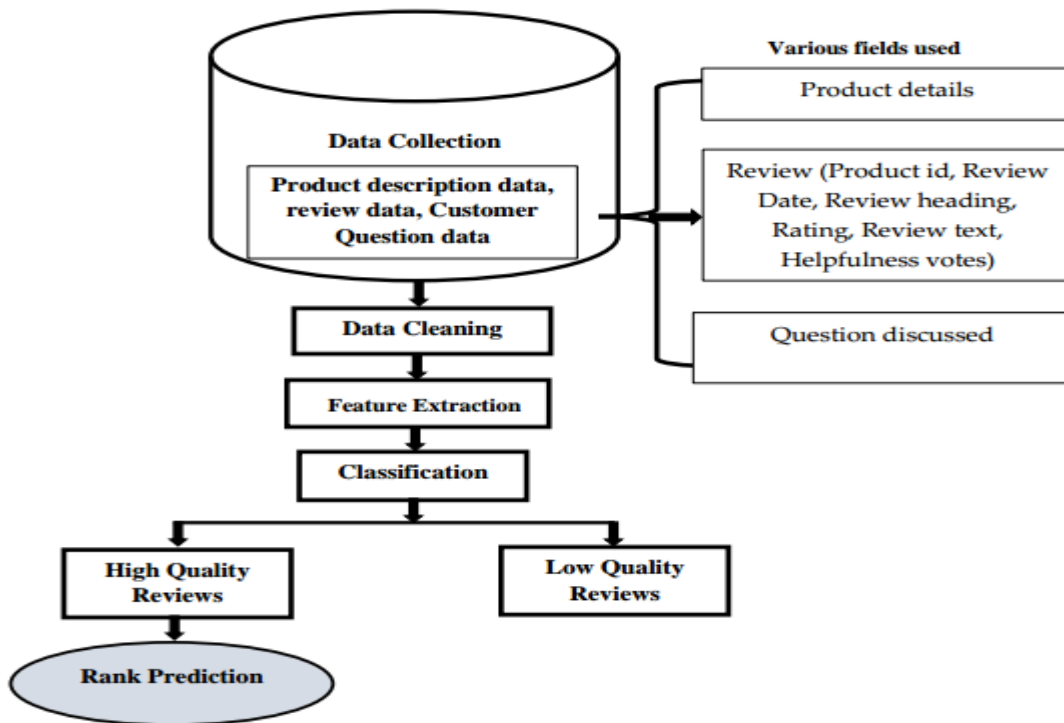 Various fields used
Product details
Data Collection
Product description data,
review data, Customer
Question data
Review (Product id, Review
Date, Review heading,
Rating, Review text,
Helpfulness votes)
Question discussed
Data Cleaning
Feature Extraction
Classification
High Quality
Reviews
Low Quality
Reviews
Rank Prediction